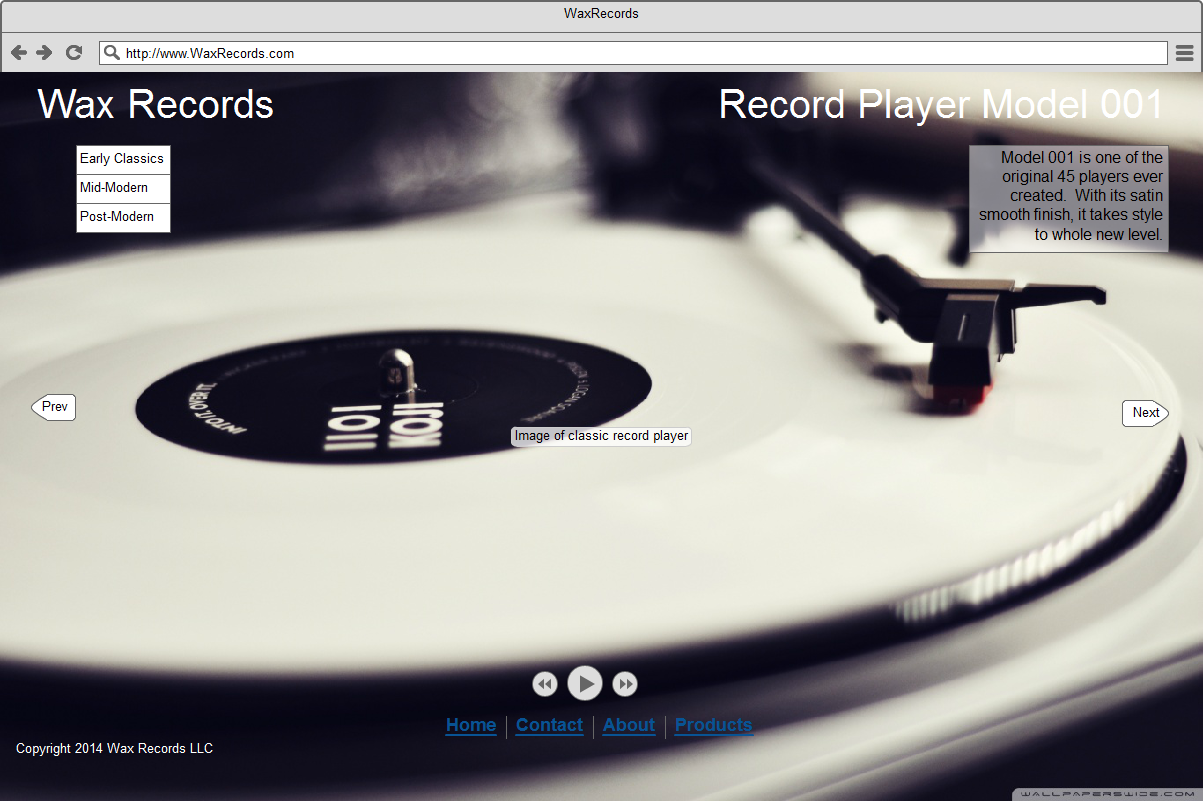 WaxRecords
http://www.WaxRecords.com
Wax Records
Record Player Model 001
Early Classics
Mid-Modern
Post-Modern
Model 001 is one of the
original 45 players ever
created. With its satin
smooth finish, it takes style
to whole new level.
IIOI
KOJI
Prev
Next
Image of classic record player
Home
Contact
About
Products
Copyright 2014 Wax Records LLC
WALLPAPERSWIDE.COM